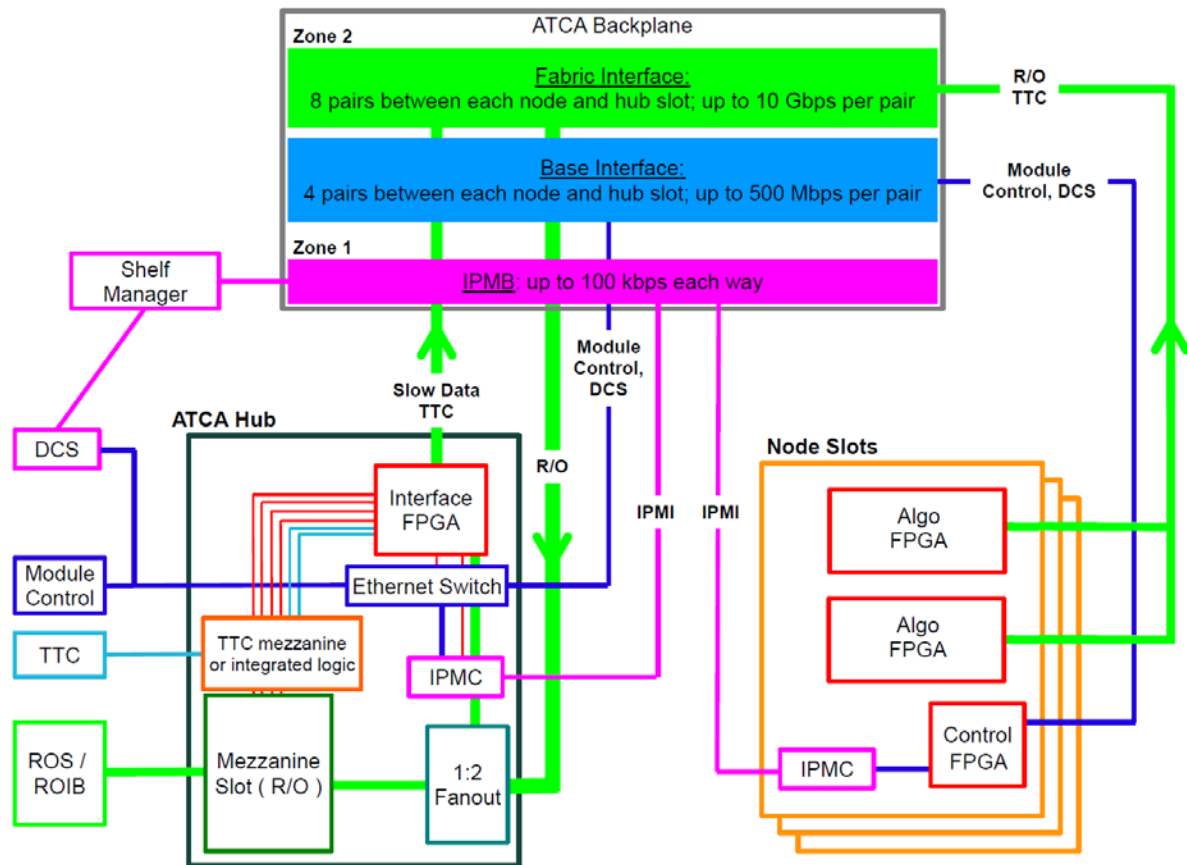 ATCA Backplane
Zone 2
Fabric Interface:
8 pairs between each node and hub slot; up to 10 Gbps per pair
R/O
TTC
Base Interface:
4 pairs between each node and hub slot; up to 500 Mbps per pair
Module
Control, DCS
Zone 1
IPMB: up to 100 kbps each way
Shelf
Manager
Module
Control,
DCS
Slow Data
TTC
ATCA Hub
DCS
R/O
IPMI
IPMI
Node Slots
Interface
FPGA
Algo
FPGA
Module
Control
Ethernet Switch
Algo
FPGA
TTC
TTC mezzanine
or integrated logic
IPMC
ROS /
ROIB
Mezzanine
Slot ( R/O )
1:2
Fanout
IPMC
Control
FPGA